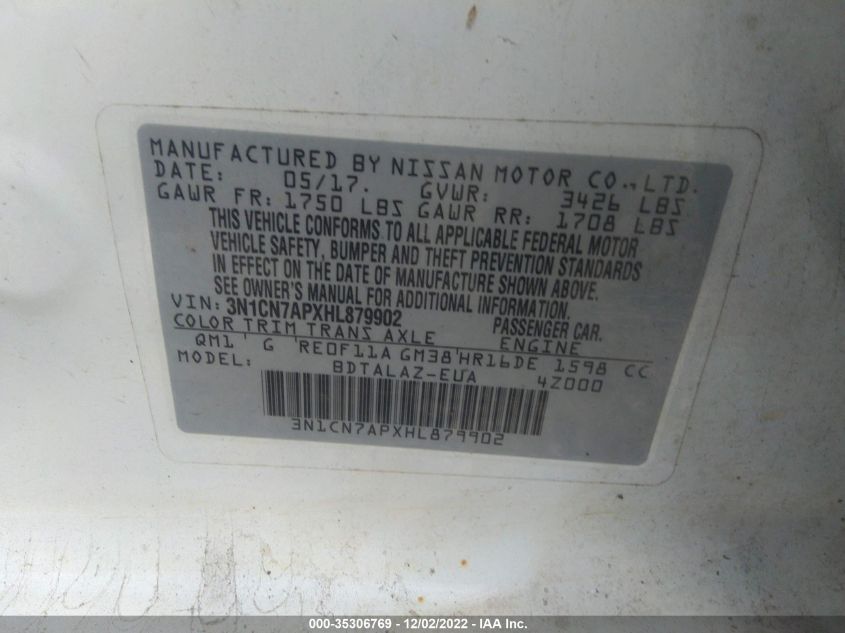 MANUFACTURED BY NISSAN MOTOR CO., LTD.
DATE: 05/17. GVWR: 3426 LBS
GAWR FR: 1750 LBS GAWR RR: 1708 LBS
THIS VEHICLE CONFORMS TO ALL APPLICABLE FEDERAL MOTOR
VEHICLE SAFETY, BUMPER AND THEFT PREVENTION STANDARDS
IN EFFECT ON THE DATE OF MANUFACTURE SHOWN ABOVE.
SEE OWNER'S MANUAL FOR ADDITIONAL INFORMATION.
VIN: 3N1CN7APXHL879902 PASSENGER CAR.
COLOR TRIM TRANS AXLE ENGINE
QM1 G RE0F11A GM38 HR16DE 1598 CC
MODEL: BDTALAZ-EUA 4Z000
3N1CN7APXHL879902
000-35306769 - 12/02/2022 - IAA Inc.